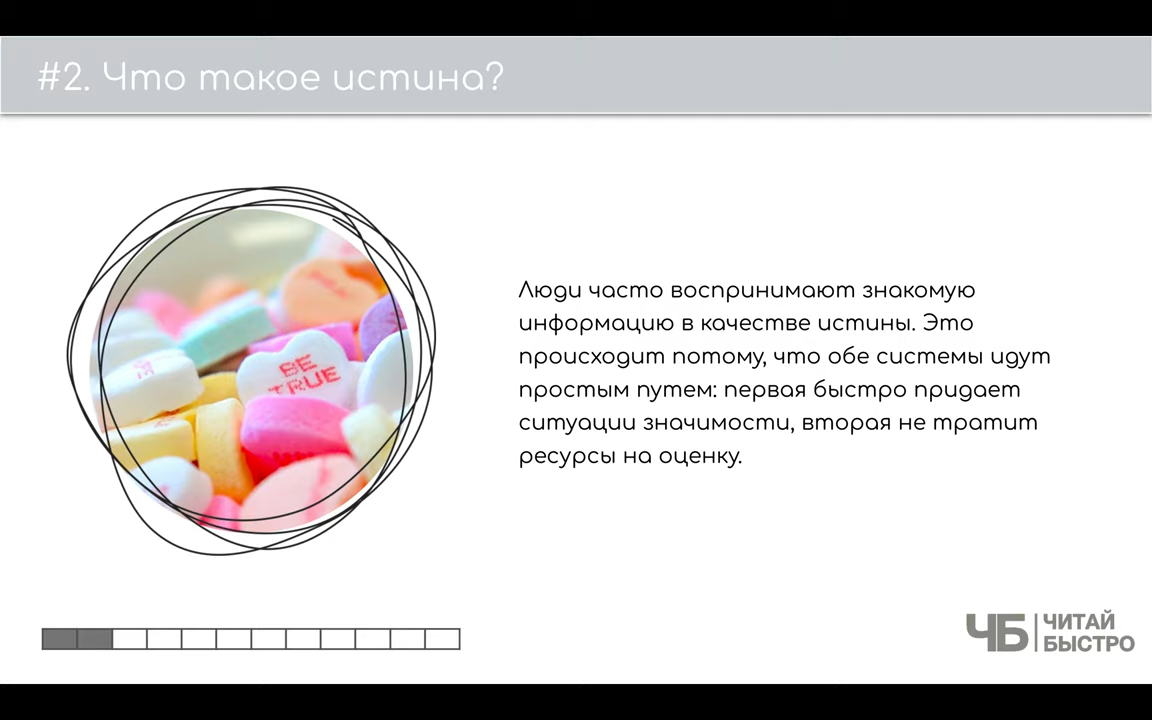 #2. Что такое истина?
BE
TRUE
Люди часто воспринимают знакомую
информацию в качестве истины. Это
происходит потому, что обе системы идут
простым путем: первая быстро придает
ситуации значимости, вторая не тратит
ресурсы на оценку.
ЧБ
ЧИТАЙ
БЫСТРО